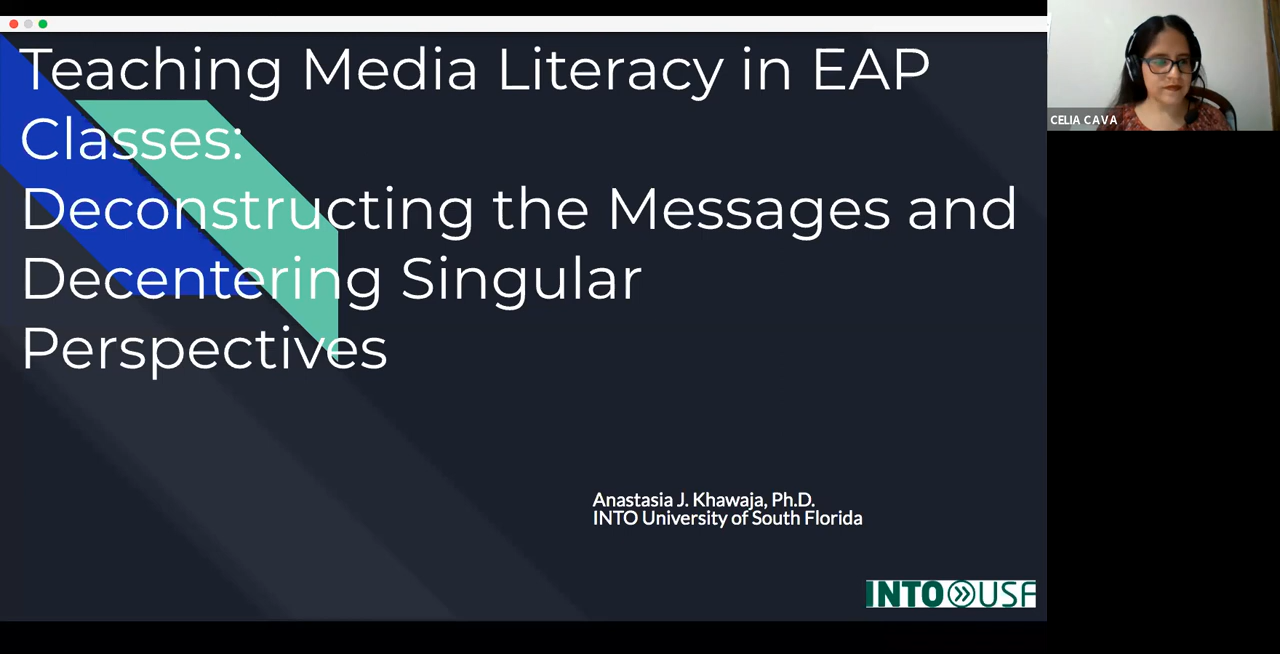 Teaching Media Literacy in EAP
Classes:
Deconstructing the Messages and
Decentering Singular
Perspectives
Anastasia J. Khawaja, Ph.D.
INTO University of South Florida
INTO USF
CELIA CAVA